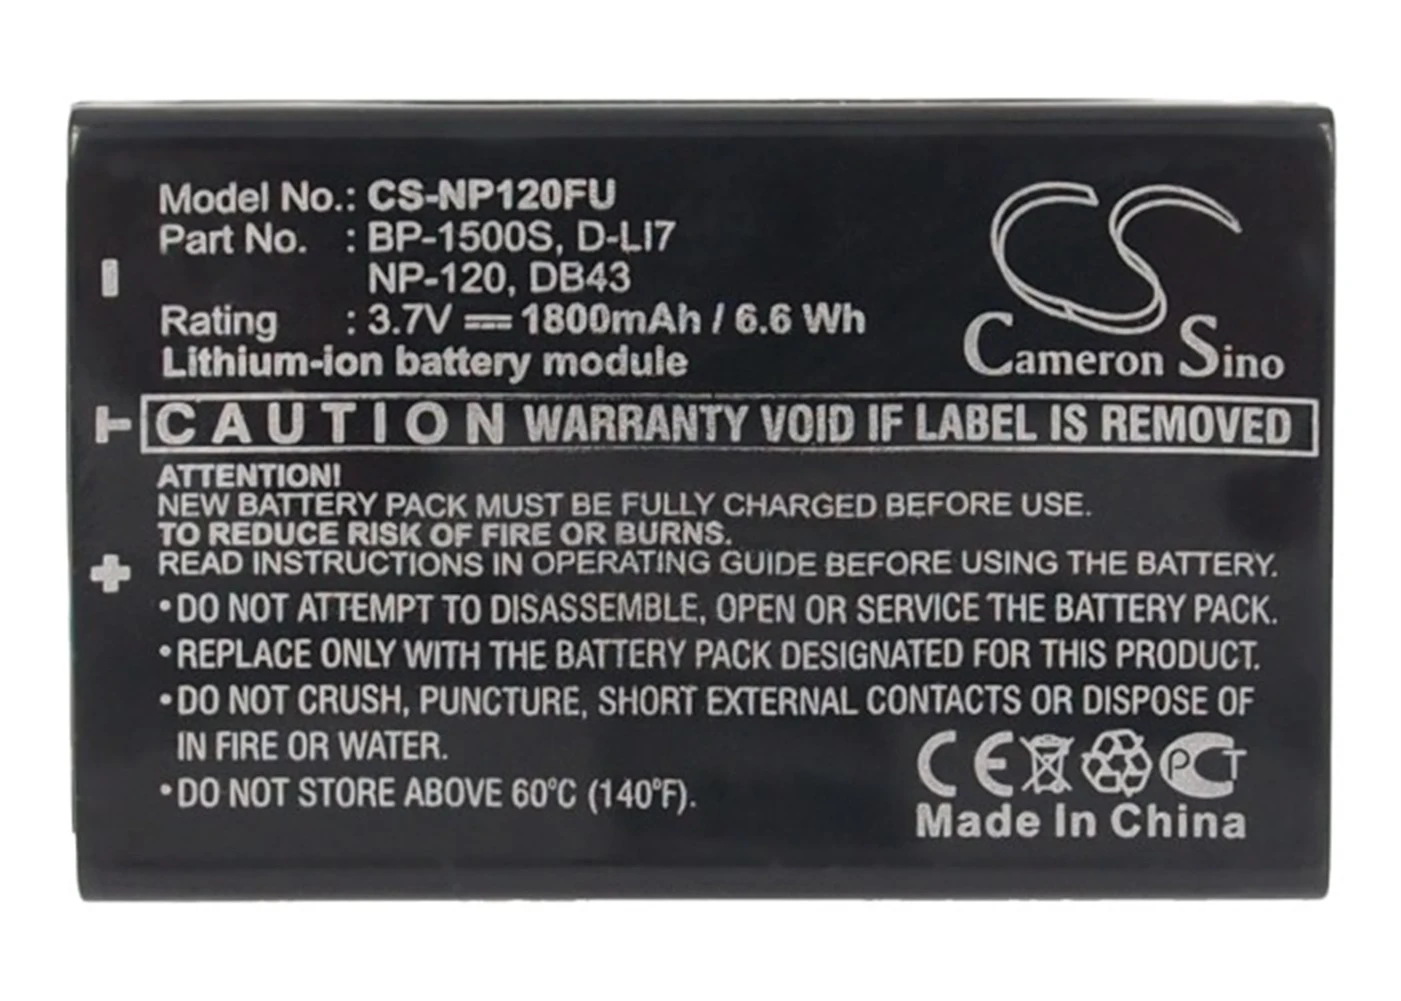 Model No.: CS-NP120FU
Part No. : BP-1500S, D-LI7
NP-120, DB43
Rating : 3.7V 1800mAh / 6.6 Wh
Lithium-ion battery module
CS
Cameron Sino
T
CAUTION WARRANTY VOID IF LABEL IS REMOVED
ATTENTION!
NEW BATTERY PACK MUST BE FULLY CHARGED BEFORE USE.
TO REDUCE RISK OF FIRE OR BURNS.
READ INSTRUCTIONS IN OPERATING GUIDE BEFORE USING THE BATTERY.
•DO NOT ATTEMPT TO DISASSEMBLE, OPEN OR SERVICE THE BATTERY PACK.
•REPLACE ONLY WITH THE BATTERY PACK DESIGNATED FOR THIS PRODUCT.
•DO NOT CRUSH, PUNCTURE, SHORT EXTERNAL CONTACTS OR DISPOSE OF
IN FIRE OR WATER.
•DO NOT STORE ABOVE 60°C (140°F).
CE PCT
Made In China